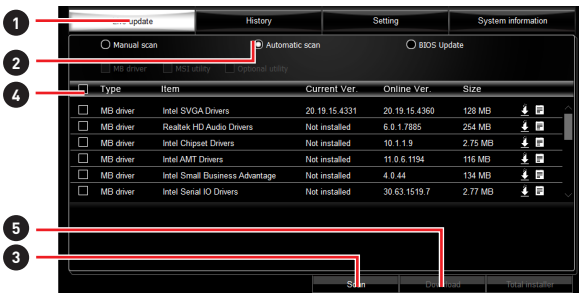 1 Live update History Setting System information
Manual scan Automatic scan BIOS Update
2
MB driver MSI utility Optional utility
4 Type Item Current Ver. Online Ver. Size
MB driver Intel SVGA Drivers 20.19.15.4331 20.19.15.4360 128 MB
MB driver Realtek HD Audio Drivers Not installed 6.0.1.7885 254 MB
MB driver Intel Chipset Drivers Not installed 10.1.1.9 2.75 MB
MB driver Intel AMT Drivers Not installed 11.0.6.1194 116 MB
MB driver Intel Small Business Advantage Not installed 4.0.44 134 MB
MB driver Intel Serial IO Drivers Not installed 30.63.1519.7 2.77 MB
5
3
Scan Download Total installer